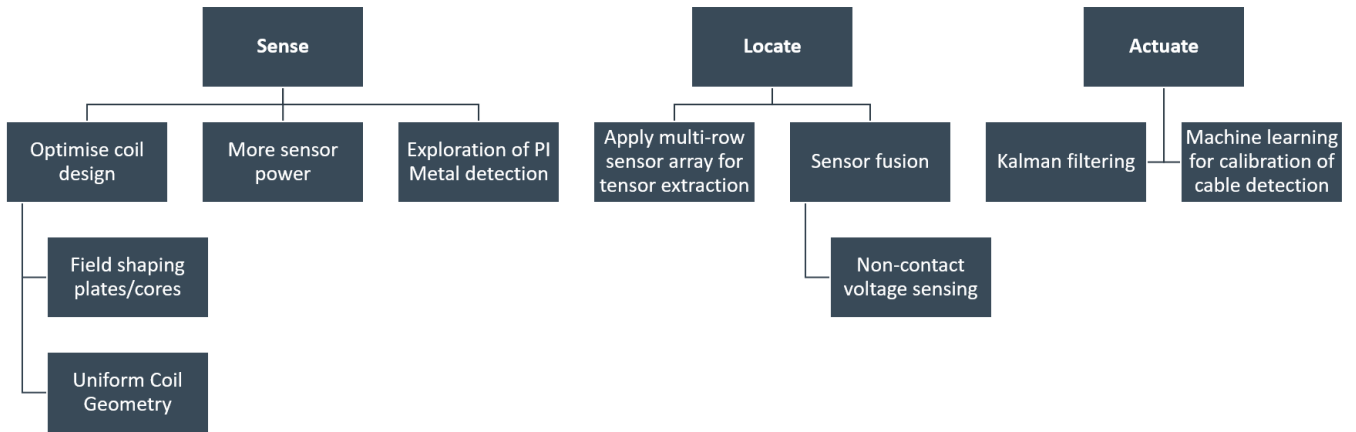 Sense
Locate
Actuate
Optimise coil
design
More sensor
power
Exploration of PI
Metal detection
Apply multi-row
sensor array for
tensor extraction
Sensor fusion
Kalman filtering
Machine learning
for calibration of
cable detection
Field shaping
plates/cores
Non-contact
voltage sensing
Uniform Coil
Geometry